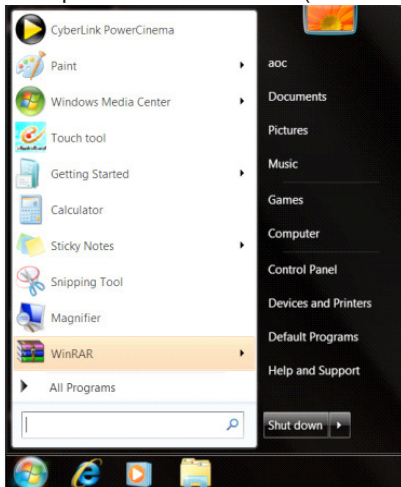 CyberLink PowerCinema
Paint
Windows Media Center
Touch tool
Getting Started
Calculator
Sticky Notes
Snipping Tool
Magnifier
WinRAR
All Programs
aoc
Documents
Pictures
Music
Games
Computer
Control Panel
Devices and Printers
Default Programs
Help and Support
Shut down